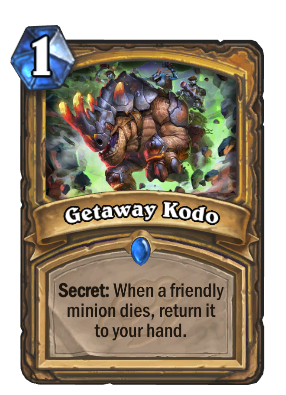 1
Getaway Kodo
Secret: When a friendly
minion dies, return it
to your hand.